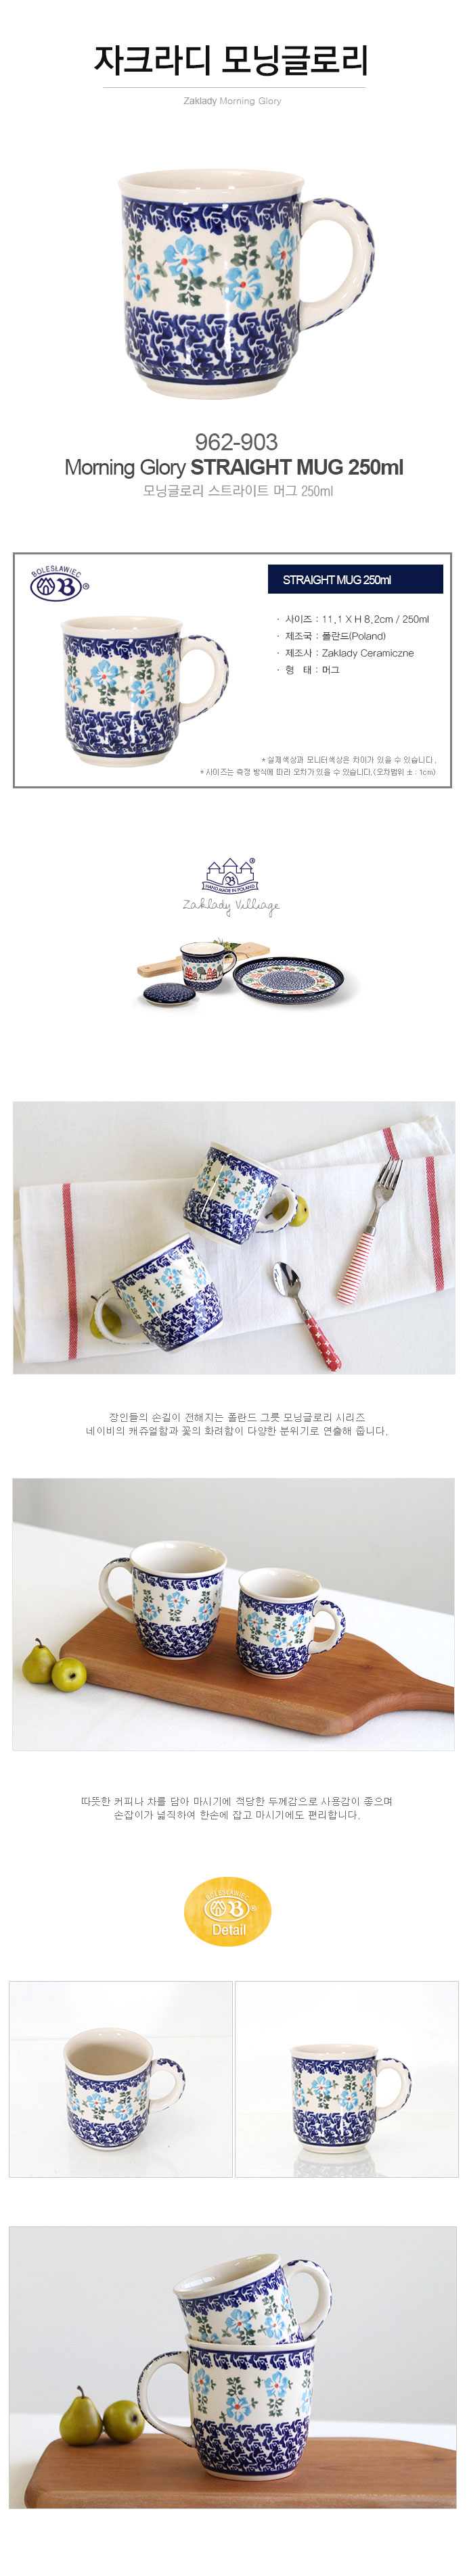 자크라디 모닝글로리
Zaklady Morning Glory
962-903
Morning Glory STRAIGHT MUG 250ml
모닝글로리 스트라이트 머그 250ml
BOLESŁAWIEC
B®
STRAIGHT MUG 250ml
· 사이즈 : 11.1 X H 8.2cm / 250ml
· 제조국 : 폴란드(Poland)
· 제조사 : Zaklady Ceramiczne
· 형 태 : 머그
* 실제색상과 모니터색상은 차이가 있을 수 있습니다.
* 사이즈는 측정 방식에 따라 오차가 있을 수 있습니다.(오차범위 ± : 1cm)
HAND MADE IN POLAND
Zaklady Villiage
장인들의 손길이 전해지는 폴란드 그릇 모닝글로리 시리즈
네이비의 캐쥬얼함과 꽃의 화려함이 다양한 분위기로 연출해 줍니다.
따뜻한 커피나 차를 담아 마시기에 적당한 두께감으로 사용감이 좋으며
손잡이가 넓직하여 한손에 잡고 마시기에도 편리합니다.
BOLESŁAWIEC
B®
Detail